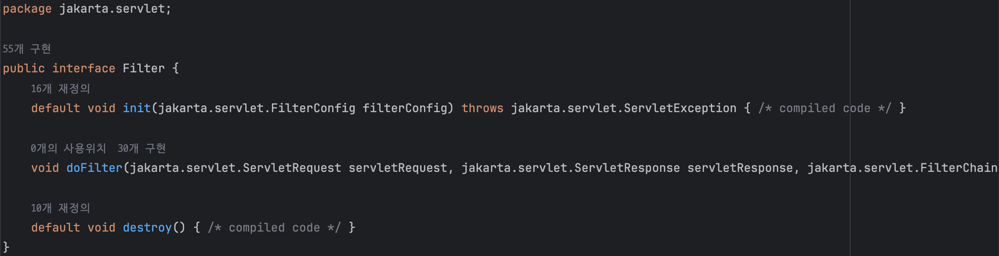 package jakarta.servlet;
55개 구현
public interface Filter {
16개 재정의
default void init(jakarta.servlet.FilterConfig filterConfig) throws jakarta.servlet.ServletException { /* compiled code */ }
0개의 사용위치 30개 구현
void doFilter(jakarta.servlet.ServletRequest servletRequest, jakarta.servlet.ServletResponse servletResponse, jakarta.servlet.FilterChain
10개 재정의
default void destroy() { /* compiled code */ }
}